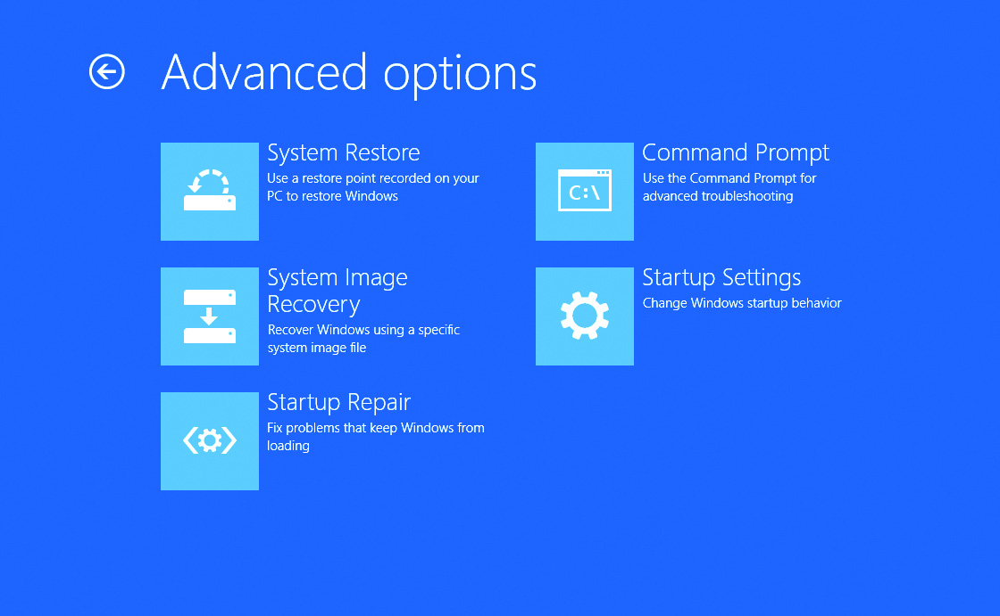 Advanced options
System Restore
Use a restore point recorded on your
PC to restore Windows
System Image
Recovery
Recover Windows using a specific
system image file
Startup Repair
Fix problems that keep Windows from
loading
C:\
Command Prompt
Use the Command Prompt for
advanced troubleshooting
Startup Settings
Change Windows startup behavior